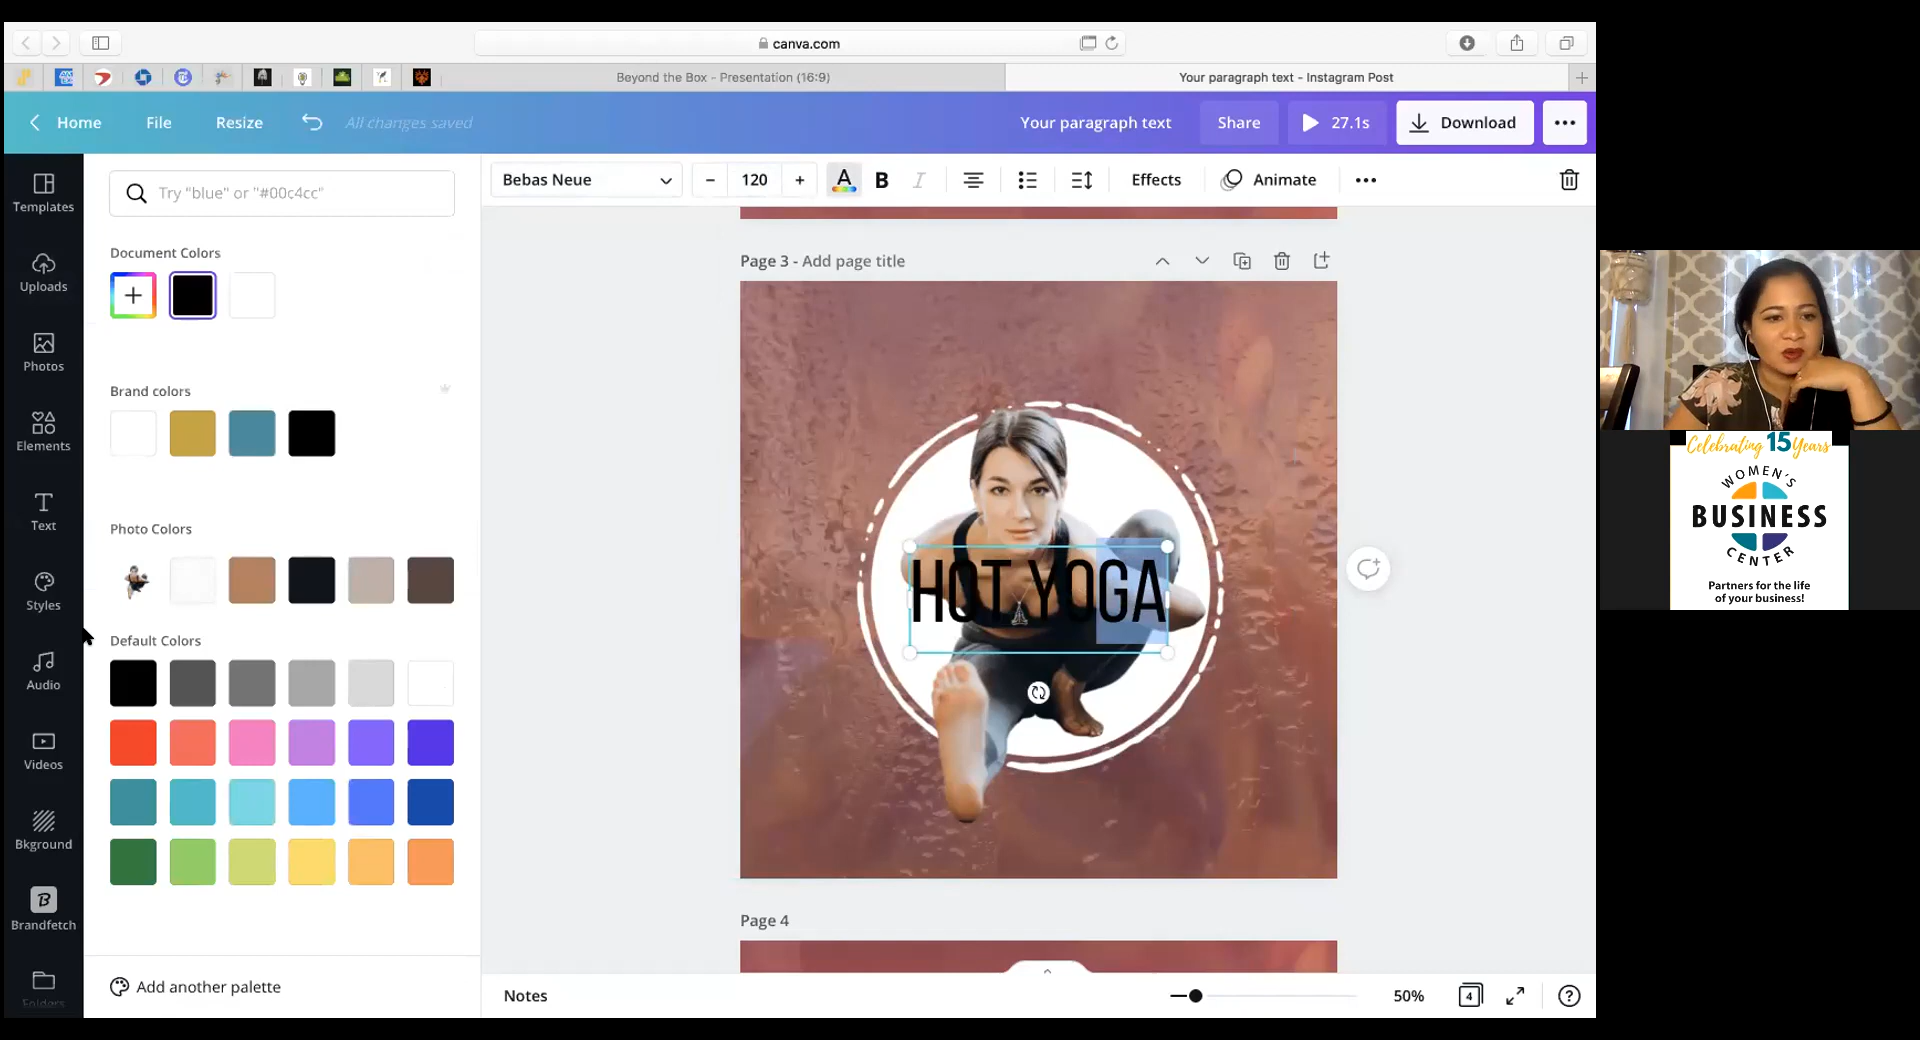 canva.com
Beyond the Box - Presentation (16:9)
Your paragraph text - Instagram Post
Home
File
Resize
All changes saved
Your paragraph text
Share
27.1s
Download
Templates
Uploads
Photos
Elements
Text
Styles
Audio
Videos
Bkground
Brandfetch
Folders
Try "blue" or "#00c4cc"
Document Colors
Brand colors
Photo Colors
Default Colors
Add another palette
Bebas Neue
120
A
B
I
Effects
Animate
Page 3 - Add page title
HOT YOGA
Page 4
Notes
50%
4
Celebrating 15 Years
WOMEN'S
BUSINESS
CENTER
Partners for the life
of your business!